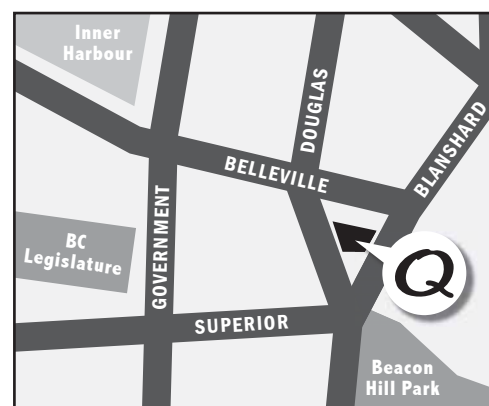 Inner
Harbour
DOUGLAS
BLANSHARD
BELLEVILLE
GOVERNMENT
BC
Legislature
Q
SUPERIOR
Beacon
Hill Park